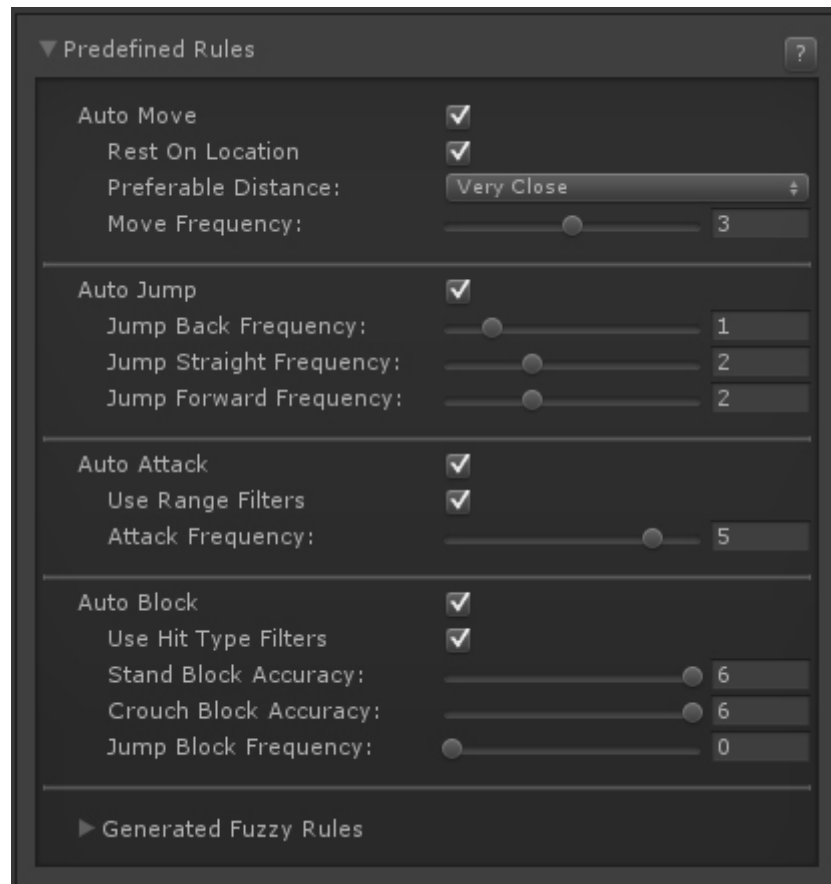 Predefined Rules ?
Auto Move
Rest On Location
Preferable Distance: Very Close
Move Frequency: 3
Auto Jump
Jump Back Frequency: 1
Jump Straight Frequency: 2
Jump Forward Frequency: 2
Auto Attack
Use Range Filters
Attack Frequency: 5
Auto Block
Use Hit Type Filters
Stand Block Accuracy: 6
Crouch Block Accuracy: 6
Jump Block Frequency: 0
Generated Fuzzy Rules